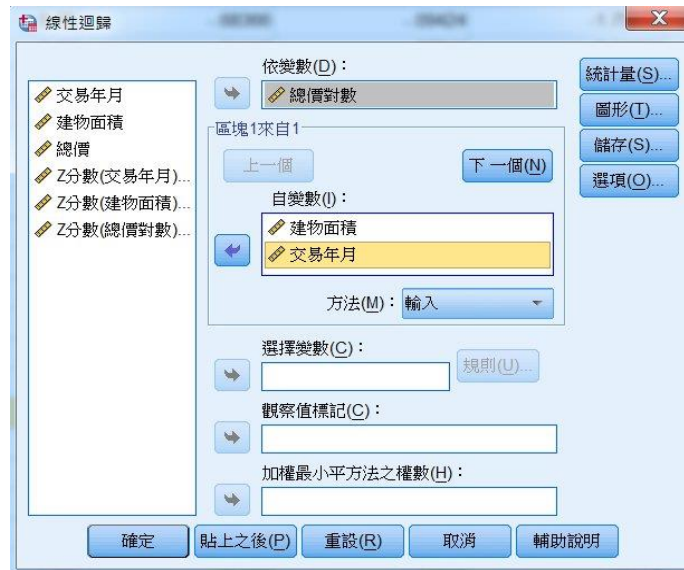 線性迴歸
交易年月
建物面積
總價
Z分數(交易年月)...
Z分數(建物面積)...
Z分數(總價對數)...
依變數(D)：
總價對數
區塊1來自1
上一個
下一個(N)
自變數(I)：
建物面積
交易年月
方法(M)：
輸入
選擇變數(C)：
規則(U)...
觀察值標記(C)：
加權最小平方法之權數(H)：
統計量(S)...
圖形(T)...
儲存(S)...
選項(O)...
確定
貼上之後(P)
重設(R)
取消
輔助說明